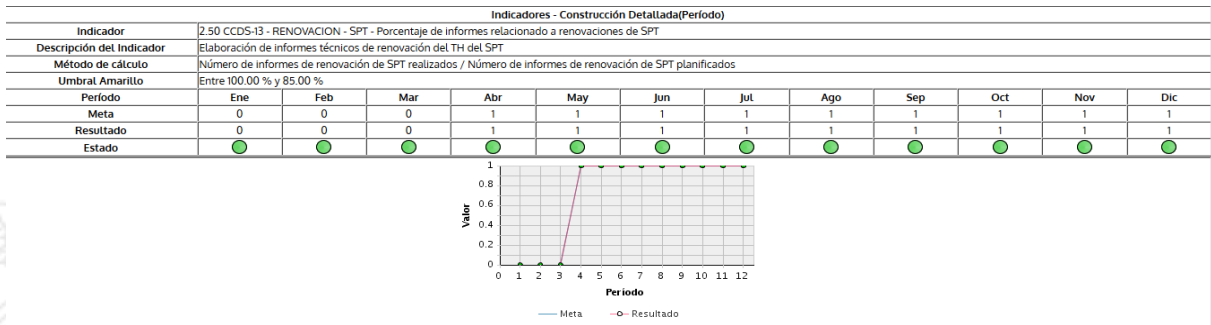 Indicadores - Construcción Detallada(Período)
Indicador 2.50 CCDS-13 - RENOVACION - SPT - Porcentaje de informes relacionado a renovaciones de SPT
Descripción del Indicador Elaboración de informes técnicos de renovación del TH del SPT
Método de cálculo Número de informes de renovación de SPT realizados / Número de informes de renovación de SPT planificados
Umbral Amarillo Entre 100.00 % y 85.00 %
Período Ene Feb Mar Abr May Jun Jul Ago Sep Oct Nov Dic
Meta 0 0 0 1 1 1 1 1 1 1 1 1
Resultado 0 0 0 1 1 1 1 1 1 1 1 1
Estado
1
0.8
0.6
Valor
0.4
0.2
0
0 1 2 3 4 5 6 7 8 9 10 11 12
Período
Meta Resultado